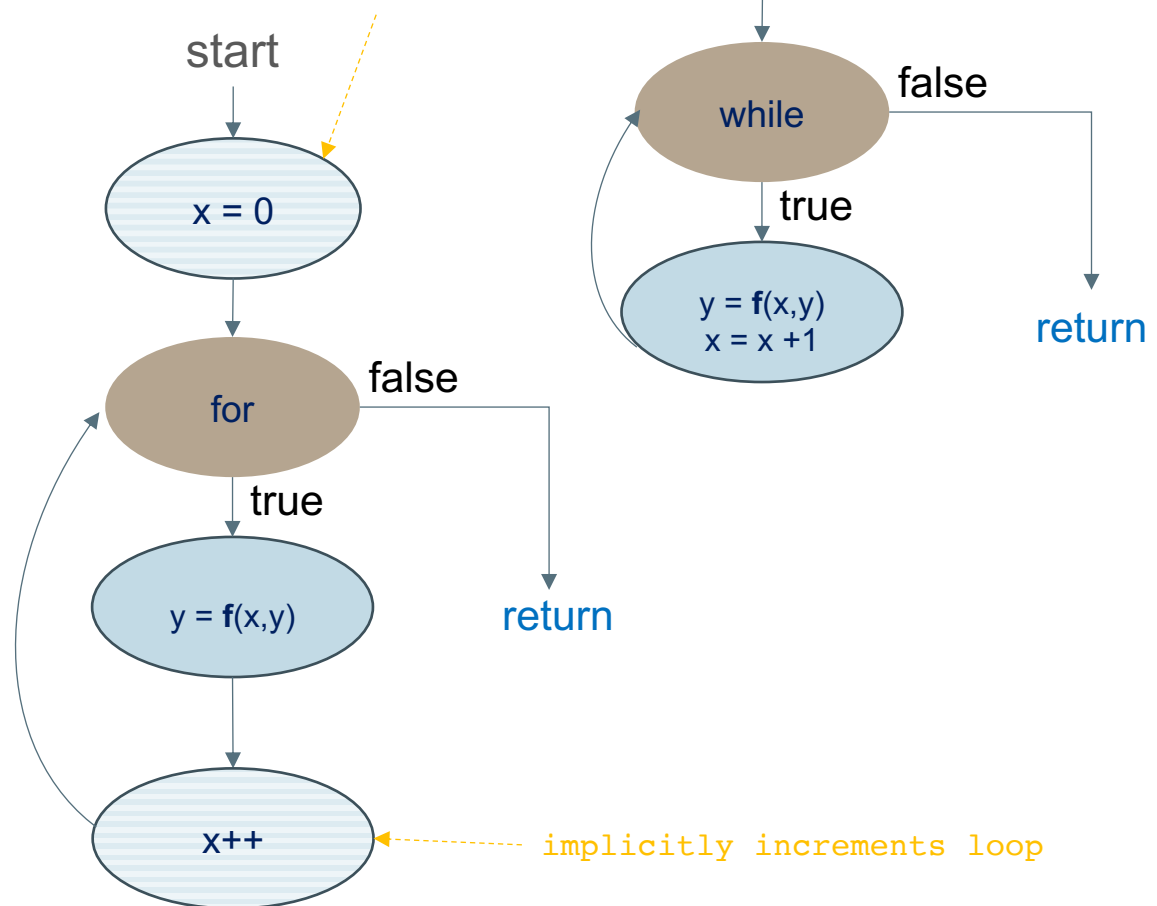 start
x = 0
for
false
true
y = f(x,y)
return
x++
implicitly increments loop
while
false
true
y = f(x,y)
x = x +1
return